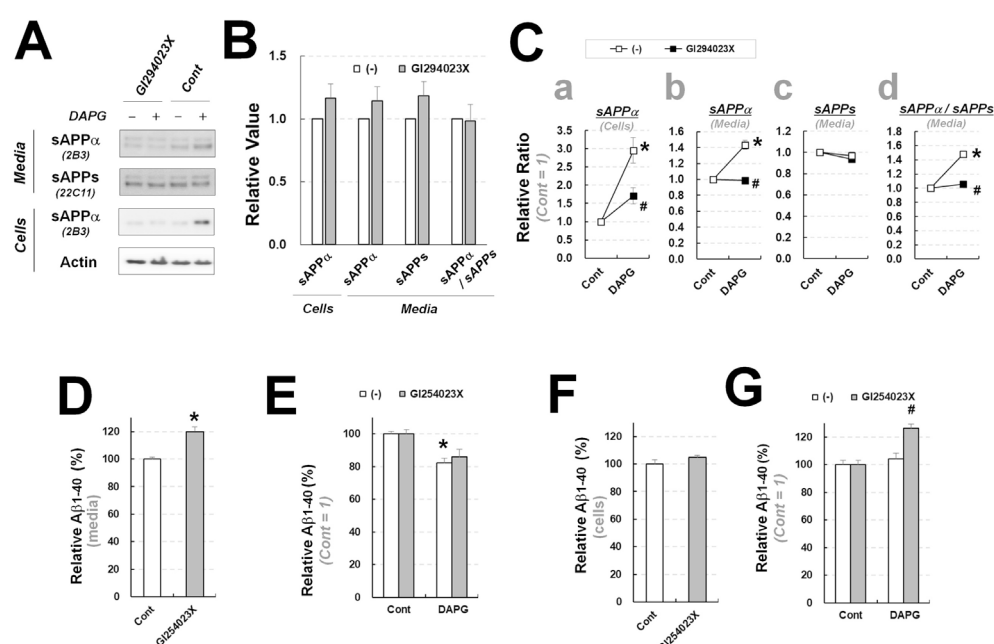 A
GI294023X
Cont
DAPG
− + − +
Media
sAPPα
(2B3)
sAPPs
(22C11)
Cells
sAPPα
(2B3)
Actin
B
(-) GI294023X
Relative Value
1.5
1.0
0.5
0.0
sAPPα
sAPPα
sAPPs
sAPPα
/ sAPPs
Cells
Media
C
(-) GI294023X
Relative Ratio
(Cont = 1)
a
sAPPα
(Cells)
3.5
3.0
2.5
2.0
1.5
1.0
0.5
0.0
*
#
Cont
DAPG
b
sAPPα
(Media)
1.6
1.4
1.2
1.0
0.8
0.6
0.4
0.2
0.0
*
#
Cont
DAPG
c
sAPPs
(Media)
1.2
1.0
0.8
0.6
0.4
0.2
0.0
Cont
DAPG
d
sAPPα / sAPPs
(Media)
1.8
1.6
1.4
1.2
1.0
0.8
0.6
0.4
0.2
0.0
*
#
Cont
DAPG
D
Relative Aβ1-40 (%)
(media)
120
100
80
60
40
20
0
*
Cont
GI254023X
E
(-) GI254023X
Relative Aβ1-40 (%)
(Cont = 1)
100
80
60
40
20
0
*
Cont
DAPG
F
Relative Aβ1-40 (%)
(cells)
120
100
80
60
40
20
0
Cont
GI254023X
G
(-) GI254023X
Relative Aβ1-40 (%)
(Cont = 1)
120
100
80
60
40
20
0
#
Cont
DAPG